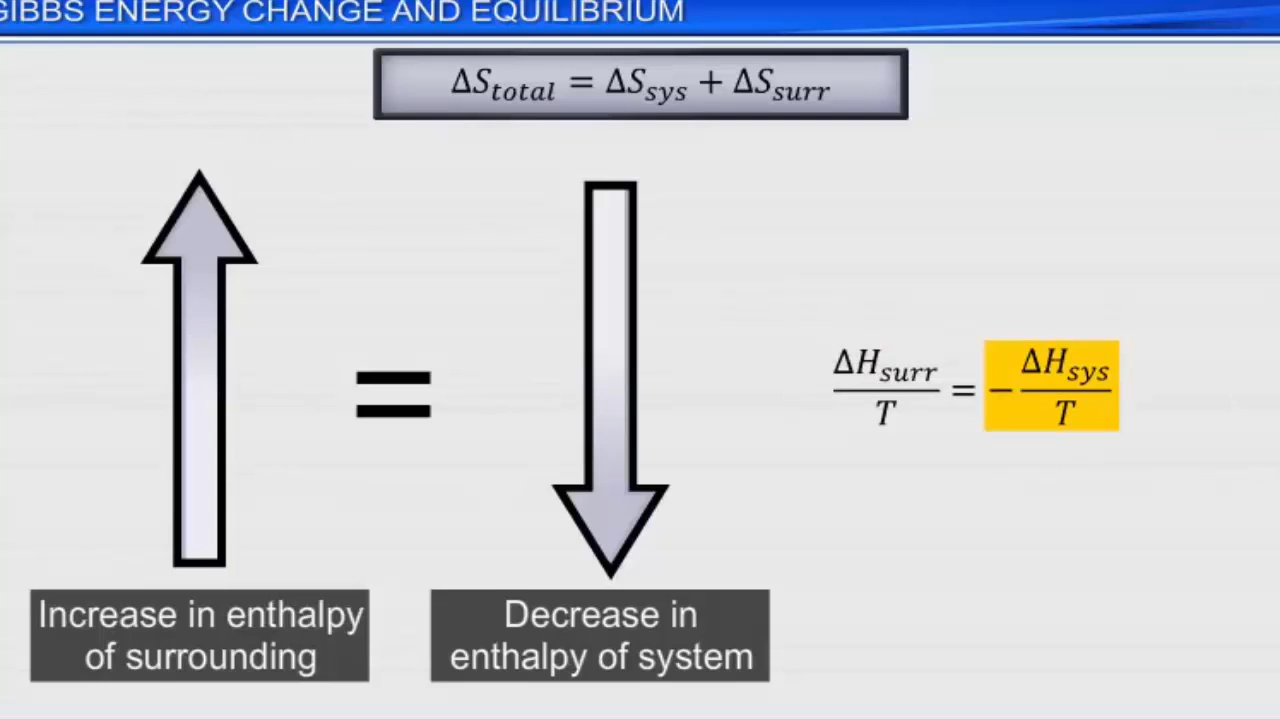 GIBBS ENERGY CHANGE AND EQUILIBRIUM
ΔS_total = ΔS_sys + ΔS_surr
=
ΔH_surr / T = − ΔH_sys / T
Increase in enthalpy
of surrounding
Decrease in
enthalpy of system